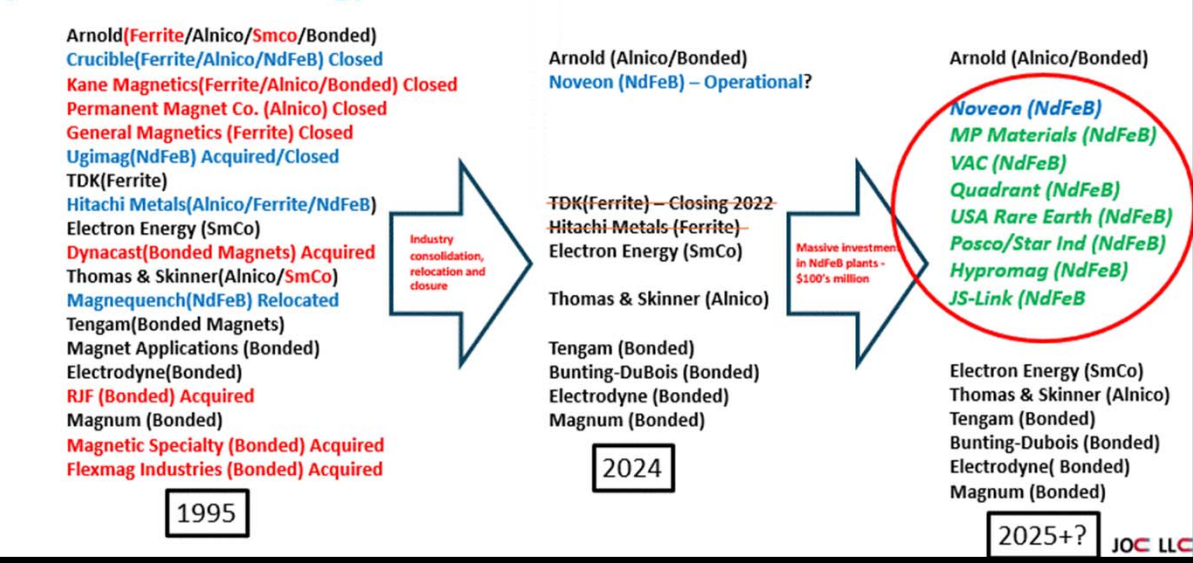 Arnold(Ferrite/Alnico/Smco/Bonded)
Crucible(Ferrite/Alnico/NdFeB) Closed
Kane Magnetics(Ferrite/Alnico/Bonded) Closed
Permanent Magnet Co. (Alnico) Closed
General Magnetics (Ferrite) Closed
Ugimag(NdFeB) Acquired/Closed
TDK(Ferrite)
Hitachi Metals(Alnico/Ferrite/NdFeB)
Electron Energy (SmCo)
Dynacast(Bonded Magnets) Acquired
Thomas & Skinner(Alnico/SmCo)
Magnequench(NdFeB) Relocated
Tengam(Bonded Magnets)
Magnet Applications (Bonded)
Electrodyne(Bonded)
RJF (Bonded) Acquired
Magnum (Bonded)
Magnetic Specialty (Bonded) Acquired
Flexmag Industries (Bonded) Acquired
1995
Industry
consolidation,
relocation and
closure
Arnold (Alnico/Bonded)
Noveon (NdFeB) – Operational?
TDK(Ferrite) – Closing 2022
Hitachi Metals (Ferrite)
Electron Energy (SmCo)
Thomas & Skinner (Alnico)
Tengam (Bonded)
Bunting-DuBois (Bonded)
Electrodyne (Bonded)
Magnum (Bonded)
2024
Massive investment
in NdFeB plants -
$100's million
Arnold (Alnico/Bonded)
Noveon (NdFeB)
MP Materials (NdFeB)
VAC (NdFeB)
Quadrant (NdFeB)
USA Rare Earth (NdFeB)
Posco/Star Ind (NdFeB)
Hypromag (NdFeB)
JS-Link (NdFeB
Electron Energy (SmCo)
Thomas & Skinner (Alnico)
Tengam (Bonded)
Bunting-Dubois (Bonded)
Electrodyne( Bonded)
Magnum (Bonded)
2025+?
JOC LLC